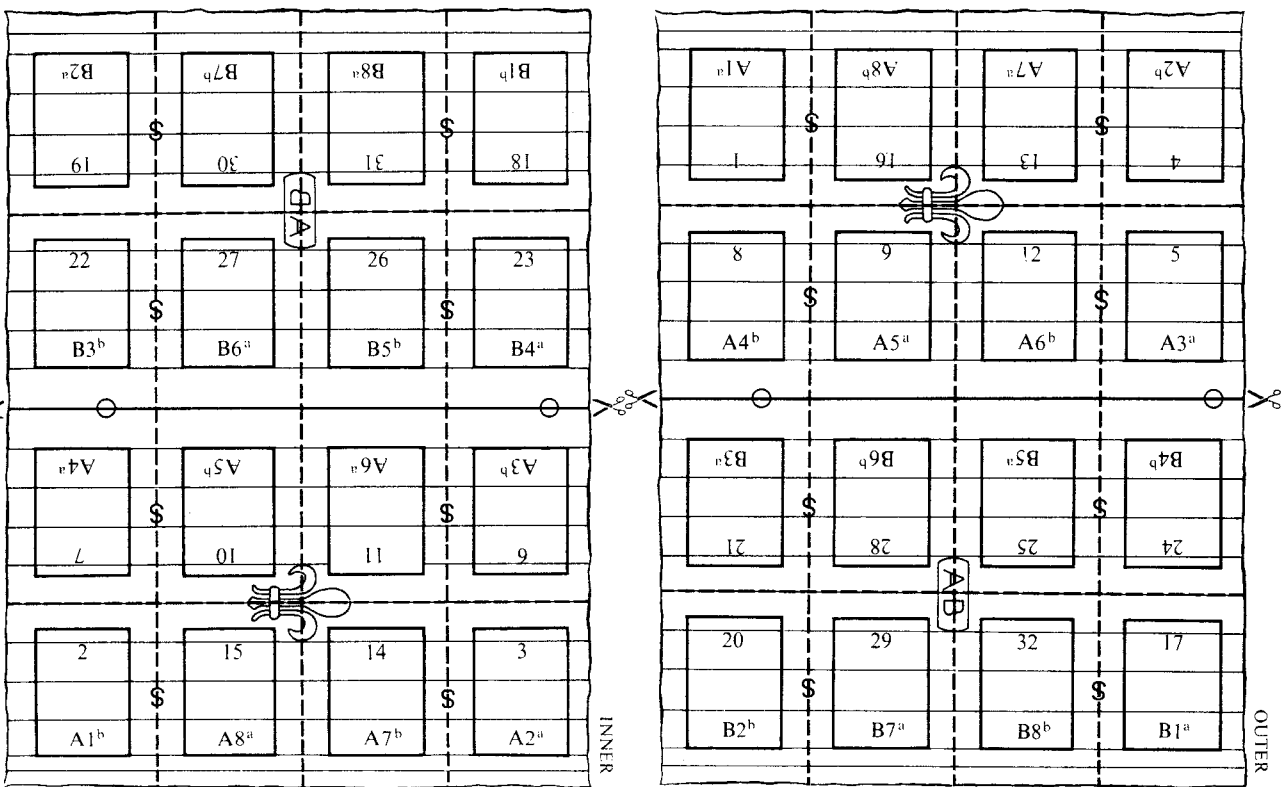 B2ᵃ B7ᵇ B8ᵃ B1ᵇ
$ $
19 30 31 18
B A
22 27 26 23
$ $
B3ᵇ B6ᵃ B5ᵇ B4ᵃ
A4ᵃ A5ᵇ A6ᵃ A3ᵇ
$ $
7 10 11 6
2 15 14 3
$ $
A1ᵇ A8ᵃ A7ᵇ A2ᵃ
INNER
A1ᵃ A8ᵇ A7ᵃ A2ᵇ
$ $
1 16 13 4
8 9 12 5
$ $
A4ᵇ A5ᵃ A6ᵇ A3ᵃ
B3ᵃ B6ᵇ B5ᵃ B4ᵇ
$ $
21 28 25 24
A B
20 29 32 17
$ $
B2ᵇ B7ᵃ B8ᵇ B1ᵃ
OUTER